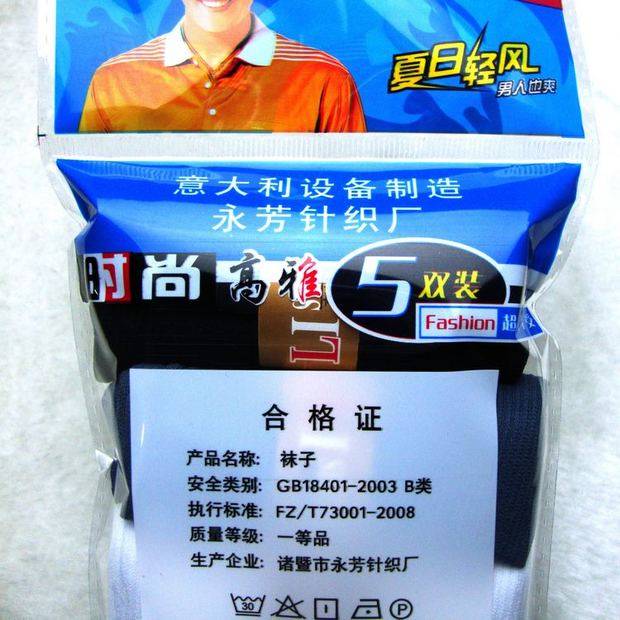 夏日轻风
男人也爽
意大利设备制造
永芳针织厂
时尚 高雅 5双装
Fashion
合格证
产品名称: 袜子
安全类别: GB18401-2003 B类
执行标准: FZ/T73001-2008
质量等级: 一等品
生产企业: 诸暨市永芳针织厂
30 P